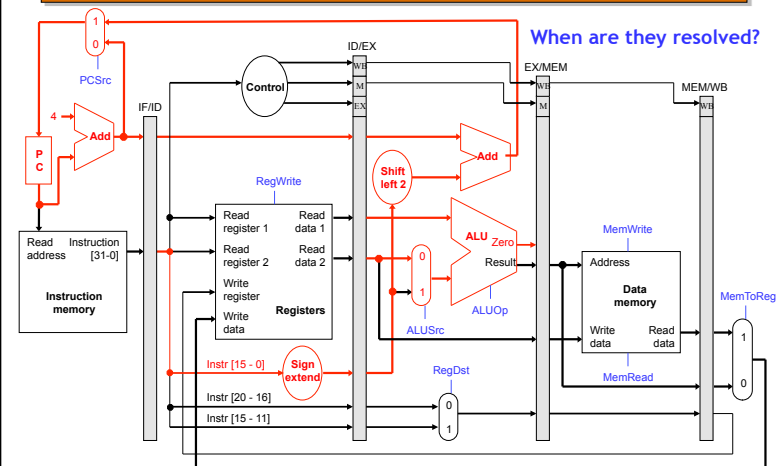 When are they resolved?
1
0
PCSrc
ID/EX
WB
M
EX
EX/MEM
WB
M
MEM/WB
WB
Control
IF/ID
4
Add
P
C
Add
Shift
left 2
RegWrite
Read
register 1
Read
data 1
Read
register 2
Read
data 2
Write
register
Write
data
Registers
Read
address
Instruction
[31-0]
Instruction
memory
0
1
ALUSrc
ALU
Zero
Result
ALUOp
MemWrite
Address
Data
memory
Write
data
Read
data
MemRead
MemToReg
1
0
Instr [15 - 0]
Sign
extend
RegDst
Instr [20 - 16]
0
Instr [15 - 11]
1